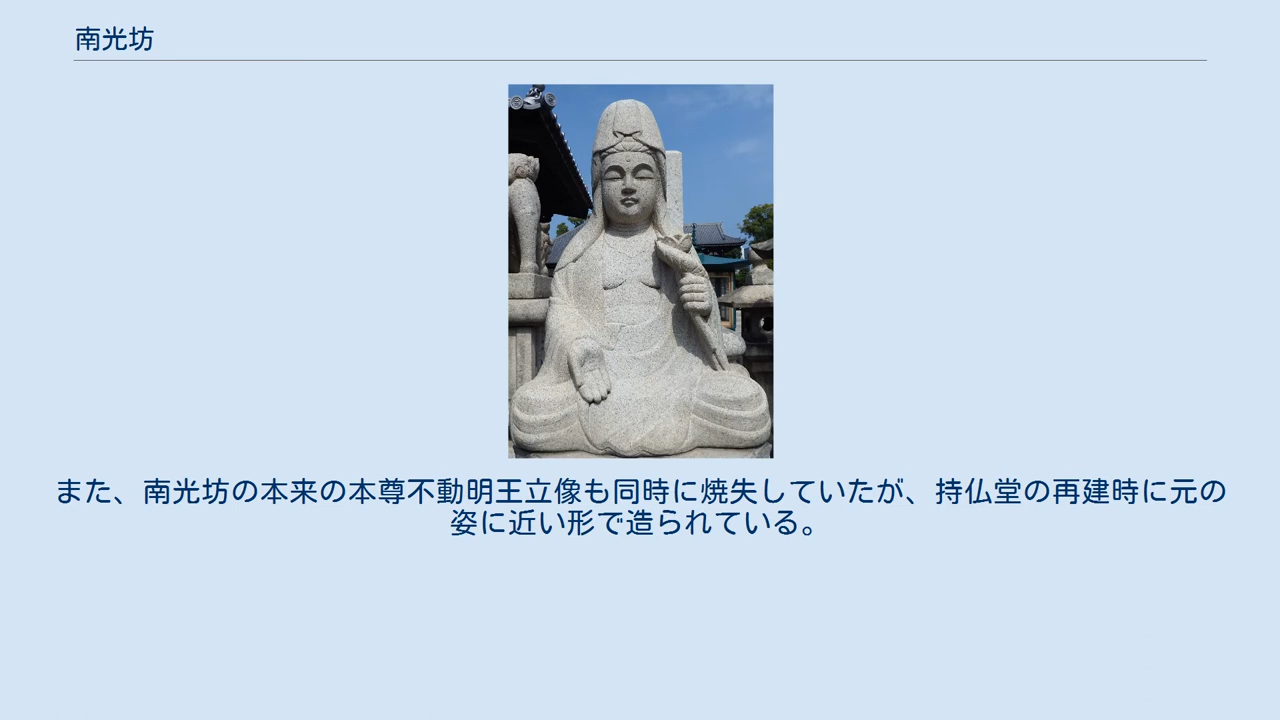 南光坊
また、南光坊の本来の本尊不動明王立像も同時に焼失していたが、持仏堂の再建時に元の
姿に近い形で造られている。